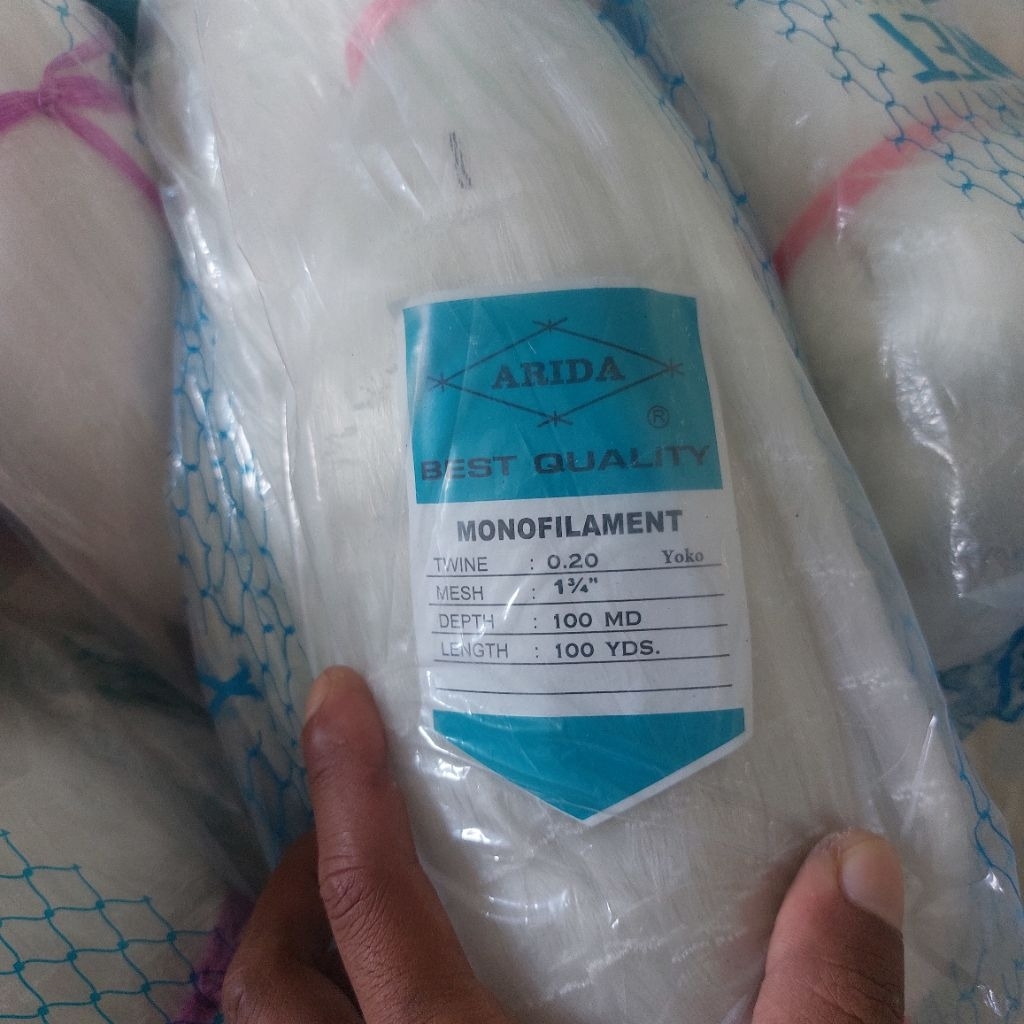 ARIDA
®
BEST QUALITY
MONOFILAMENT
TWINE : 0.20 Yoko
MESH : 1¾"
DEPTH : 100 MD
LENGTH : 100 YDS.